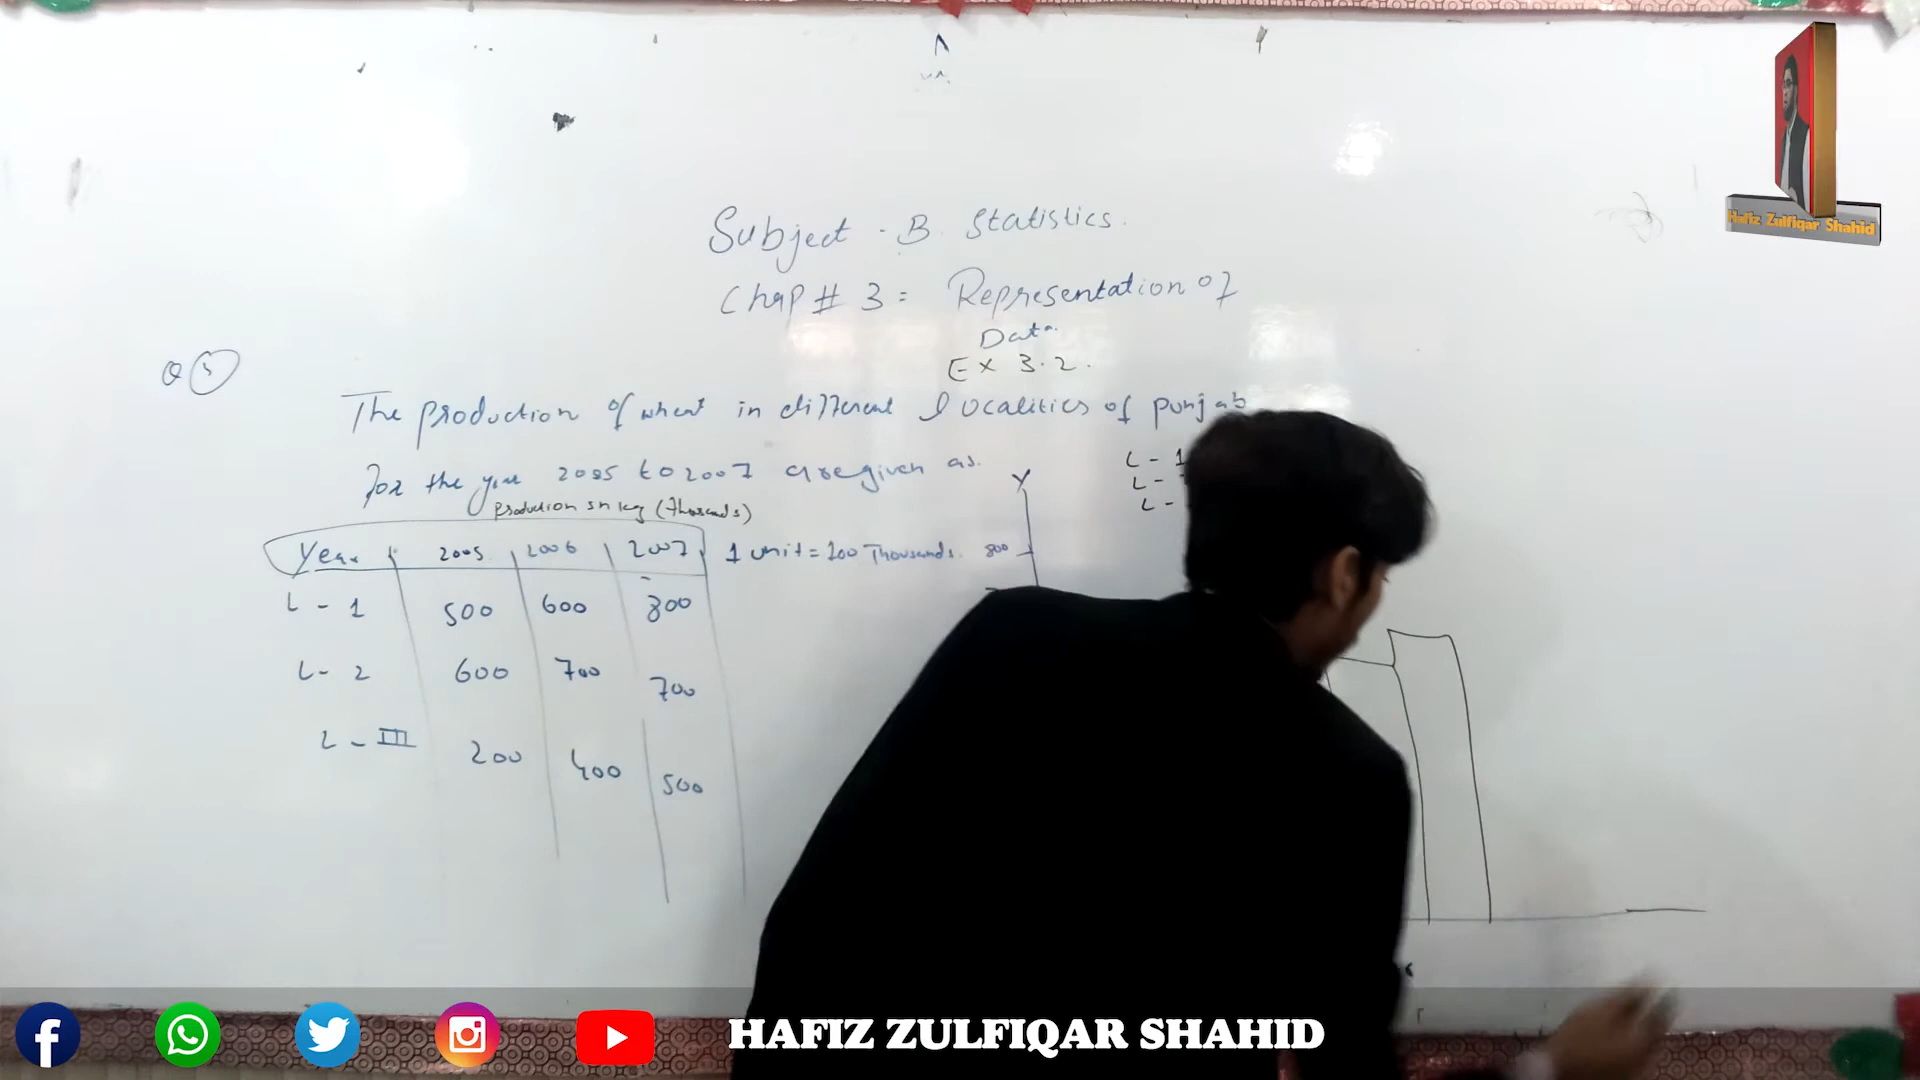 Subject - B. Statistics.
Chap # 3 = Representation of
Data
Ex 3.2.
Q 5
The production of wheat in different localities of punjab
for the year 2005 to 2007 are given as.
production in kg (thousands)
Year 2005 2006 2007
L - 1 500 600 800
L - 2 600 700 700
L - III 200 400 500
1 unit = 100 Thousands.
Y
800
L - 1
L -
L -
Hafiz Zulfiqar Shahid
HAFIZ ZULFIQAR SHAHID